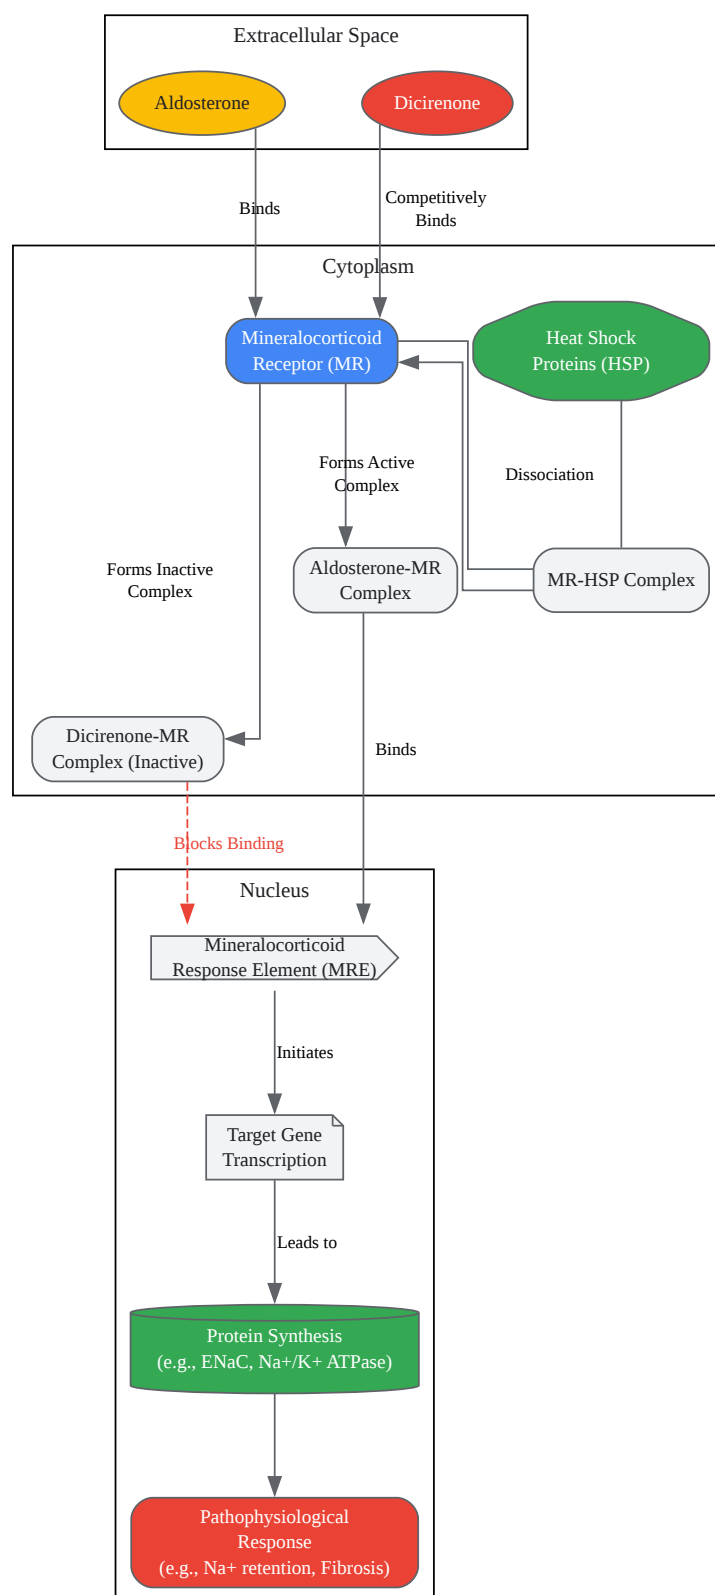 Extracellular Space
Aldosterone
Dicirenone
Binds
Competitively
Binds
Cytoplasm
Mineralocorticoid
Receptor (MR)
Heat Shock
Proteins (HSP)
Forms Active
Complex
Dissociation
Forms Inactive
Complex
Aldosterone-MR
Complex
MR-HSP Complex
Dicirenone-MR
Complex (Inactive)
Binds
Blocks Binding
Nucleus
Mineralocorticoid
Response Element (MRE)
Initiates
Target Gene
Transcription
Leads to
Protein Synthesis
(e.g., ENaC, Na+/K+ ATPase)
Pathophysiological
Response
(e.g., Na+ retention, Fibrosis)